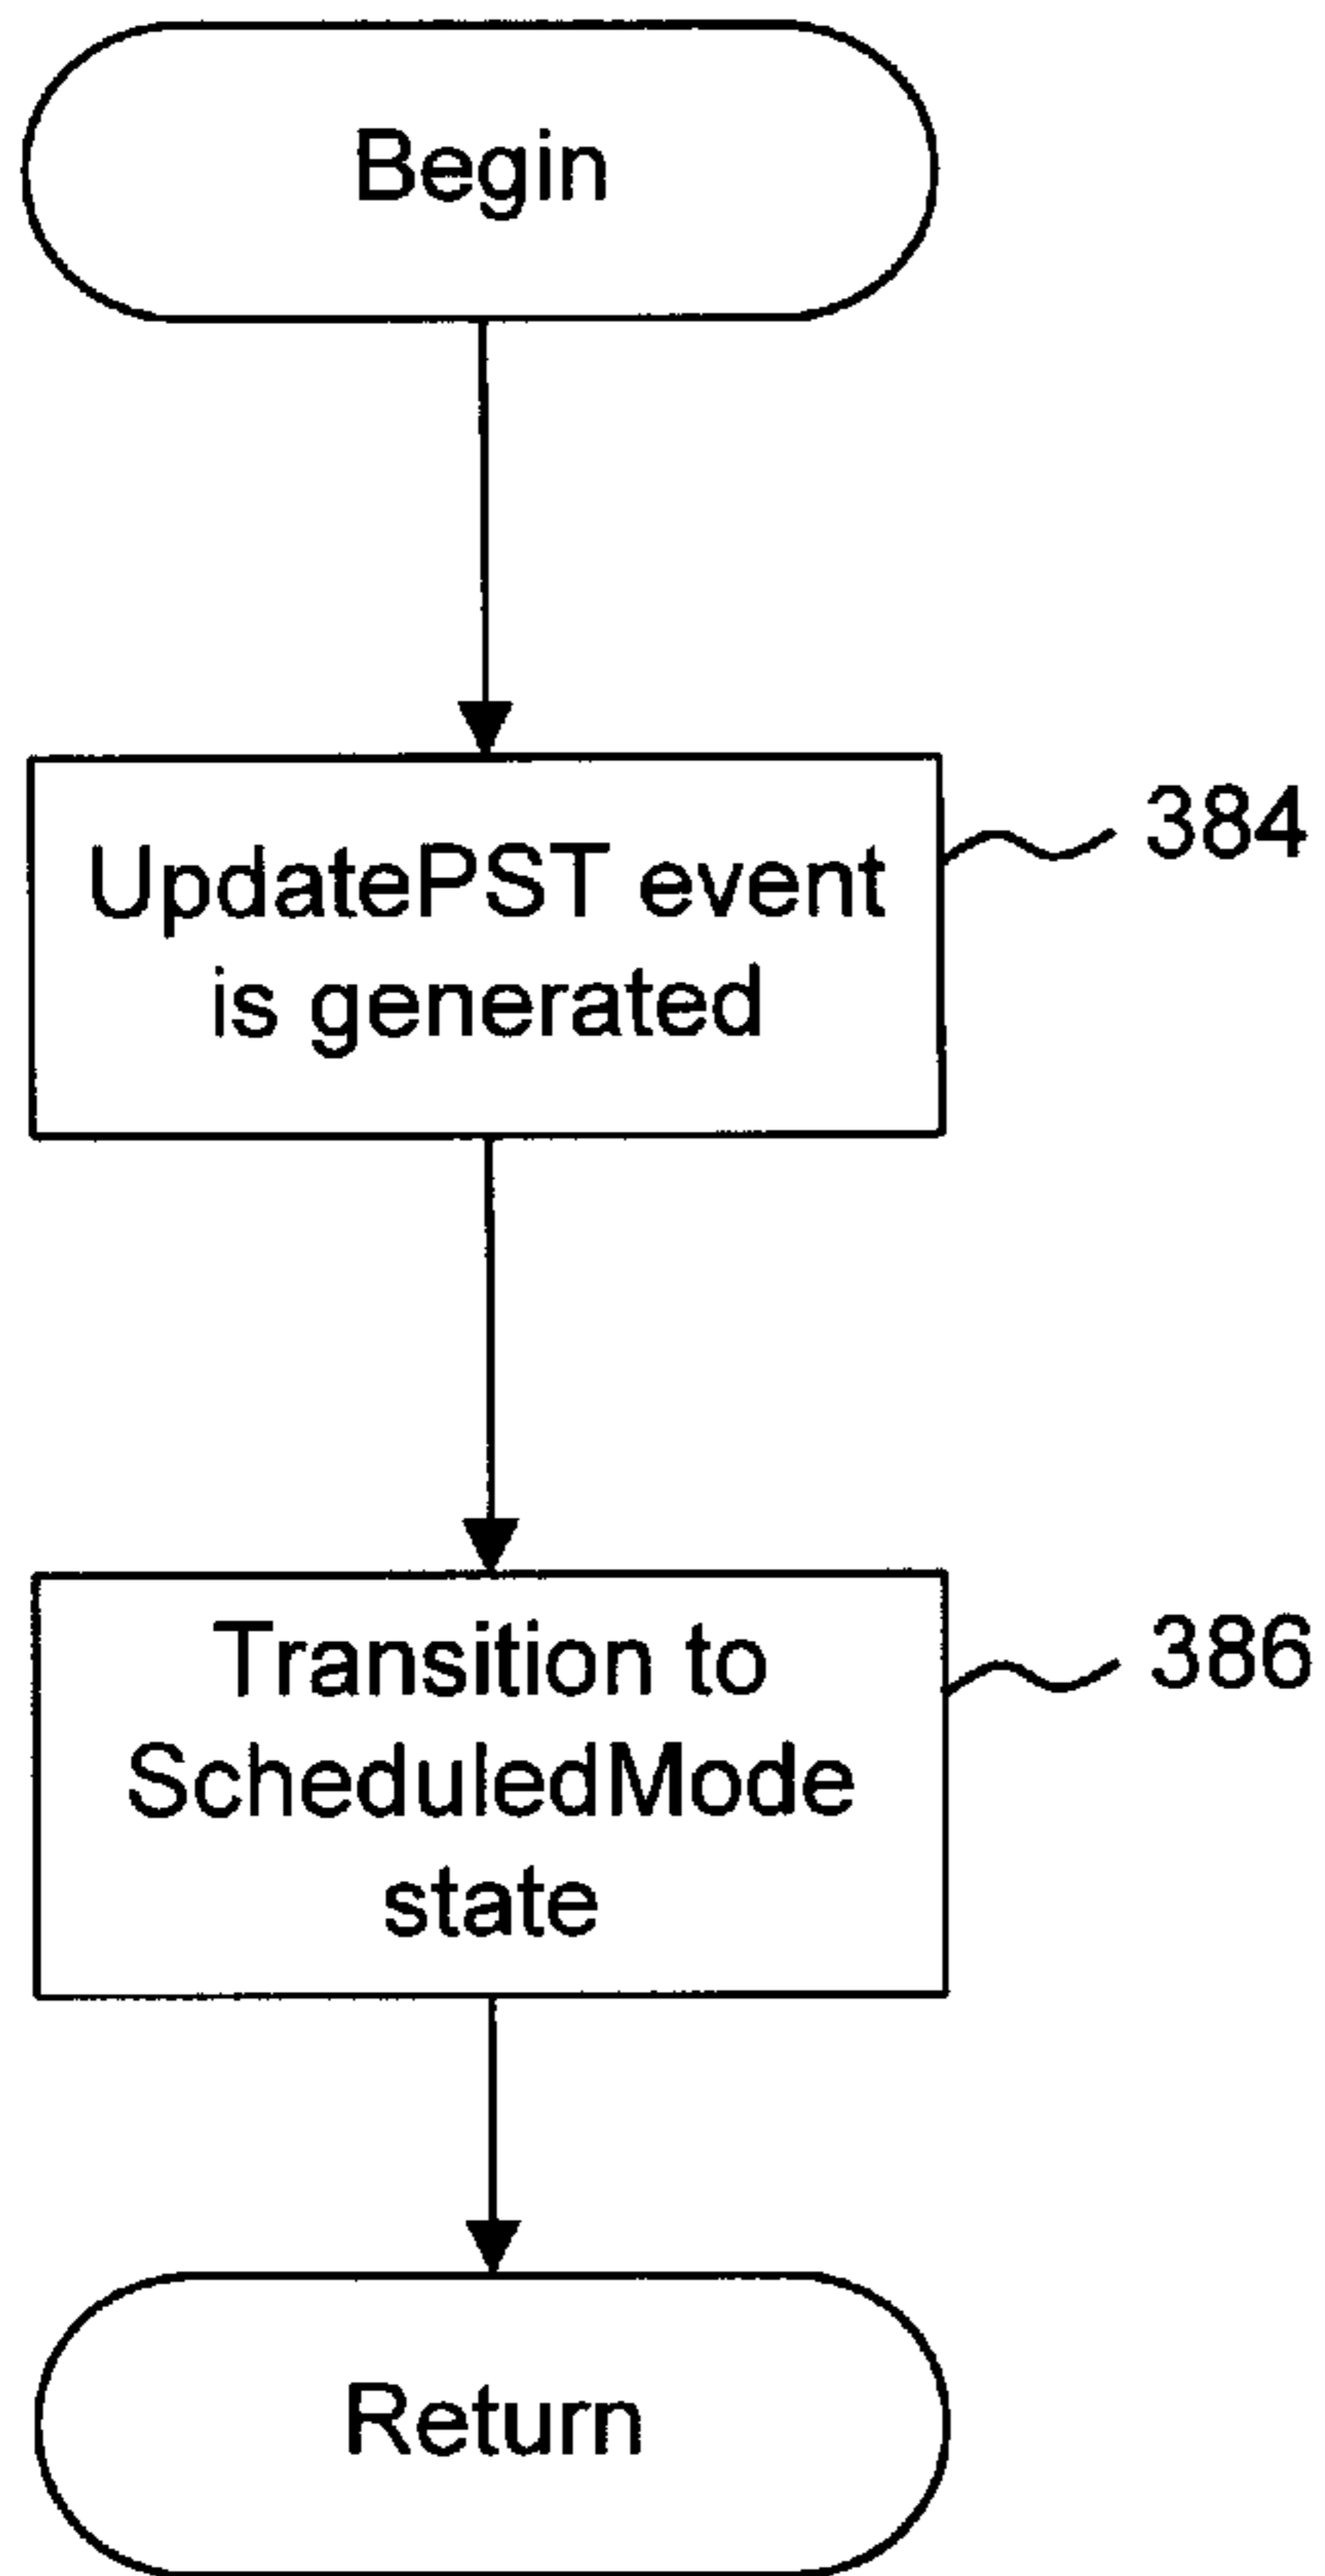 Begin
UpdatePST event
is generated
384
Transition to
ScheduledMode
state
386
Return